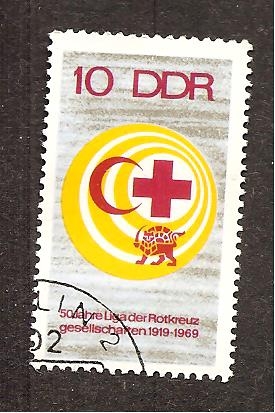 10 DDR
50 Jahre Liga der Rotkreuz
gesellschaften 1919-1969